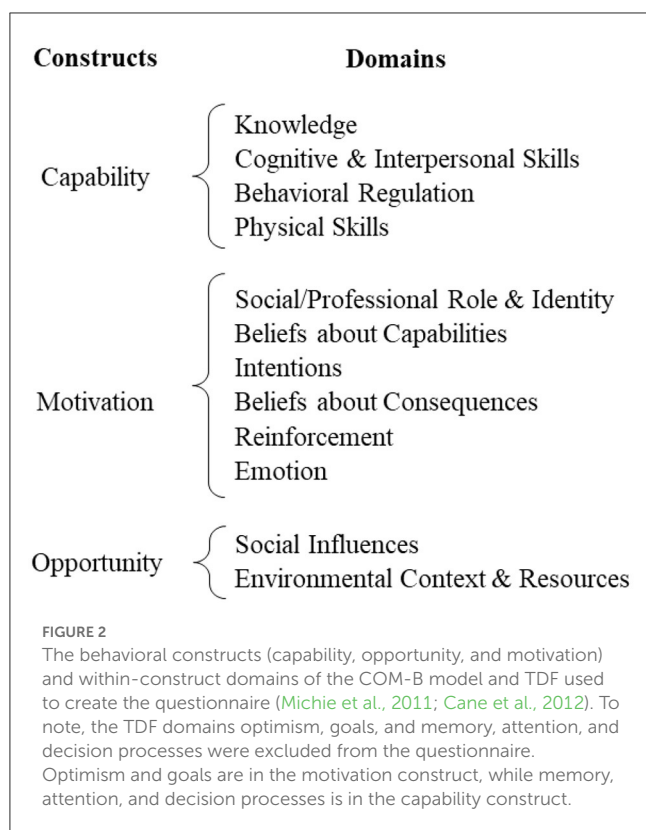 Constructs Domains
Capability
Knowledge
Cognitive & Interpersonal Skills
Behavioral Regulation
Physical Skills
Motivation
Social/Professional Role & Identity
Beliefs about Capabilities
Intentions
Beliefs about Consequences
Reinforcement
Emotion
Opportunity
Social Influences
Environmental Context & Resources
FIGURE 2
The behavioral constructs (capability, opportunity, and motivation)
and within-construct domains of the COM-B model and TDF used
to create the questionnaire (Michie et al., 2011; Cane et al., 2012). To
note, the TDF domains optimism, goals, and memory, attention, and
decision processes were excluded from the questionnaire.
Optimism and goals are in the motivation construct, while memory,
attention, and decision processes is in the capability construct.